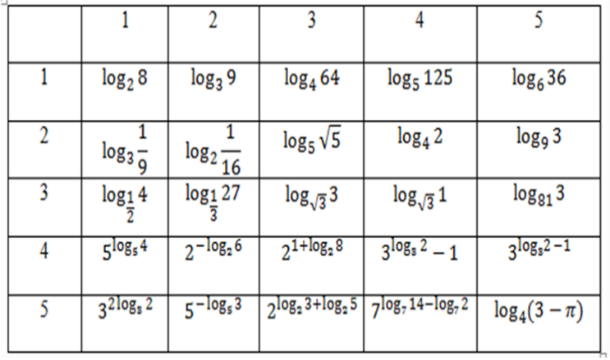 1 2 3 4 5
1 log₂ 8 log₃ 9 log₄ 64 log₅ 125 log₆ 36
2 log₃ 1/9 log₂ 1/16 log₅ √5 log₄ 2 log₉ 3
3 log_{1/2} 4 log_{1/3} 27 log_{√3} 3 log_{√3} 1 log₈₁ 3
4 5^{log₅ 4} 2^{−log₂ 6} 2^{1+log₂ 8} 3^{log₃ 2} − 1 3^{log₃ 2 −1}
5 3^{2 log₃ 2} 5^{−log₅ 3} 2^{log₂ 3+log₂ 5} 7^{log₇ 14−log₇ 2} log₄(3 − π)